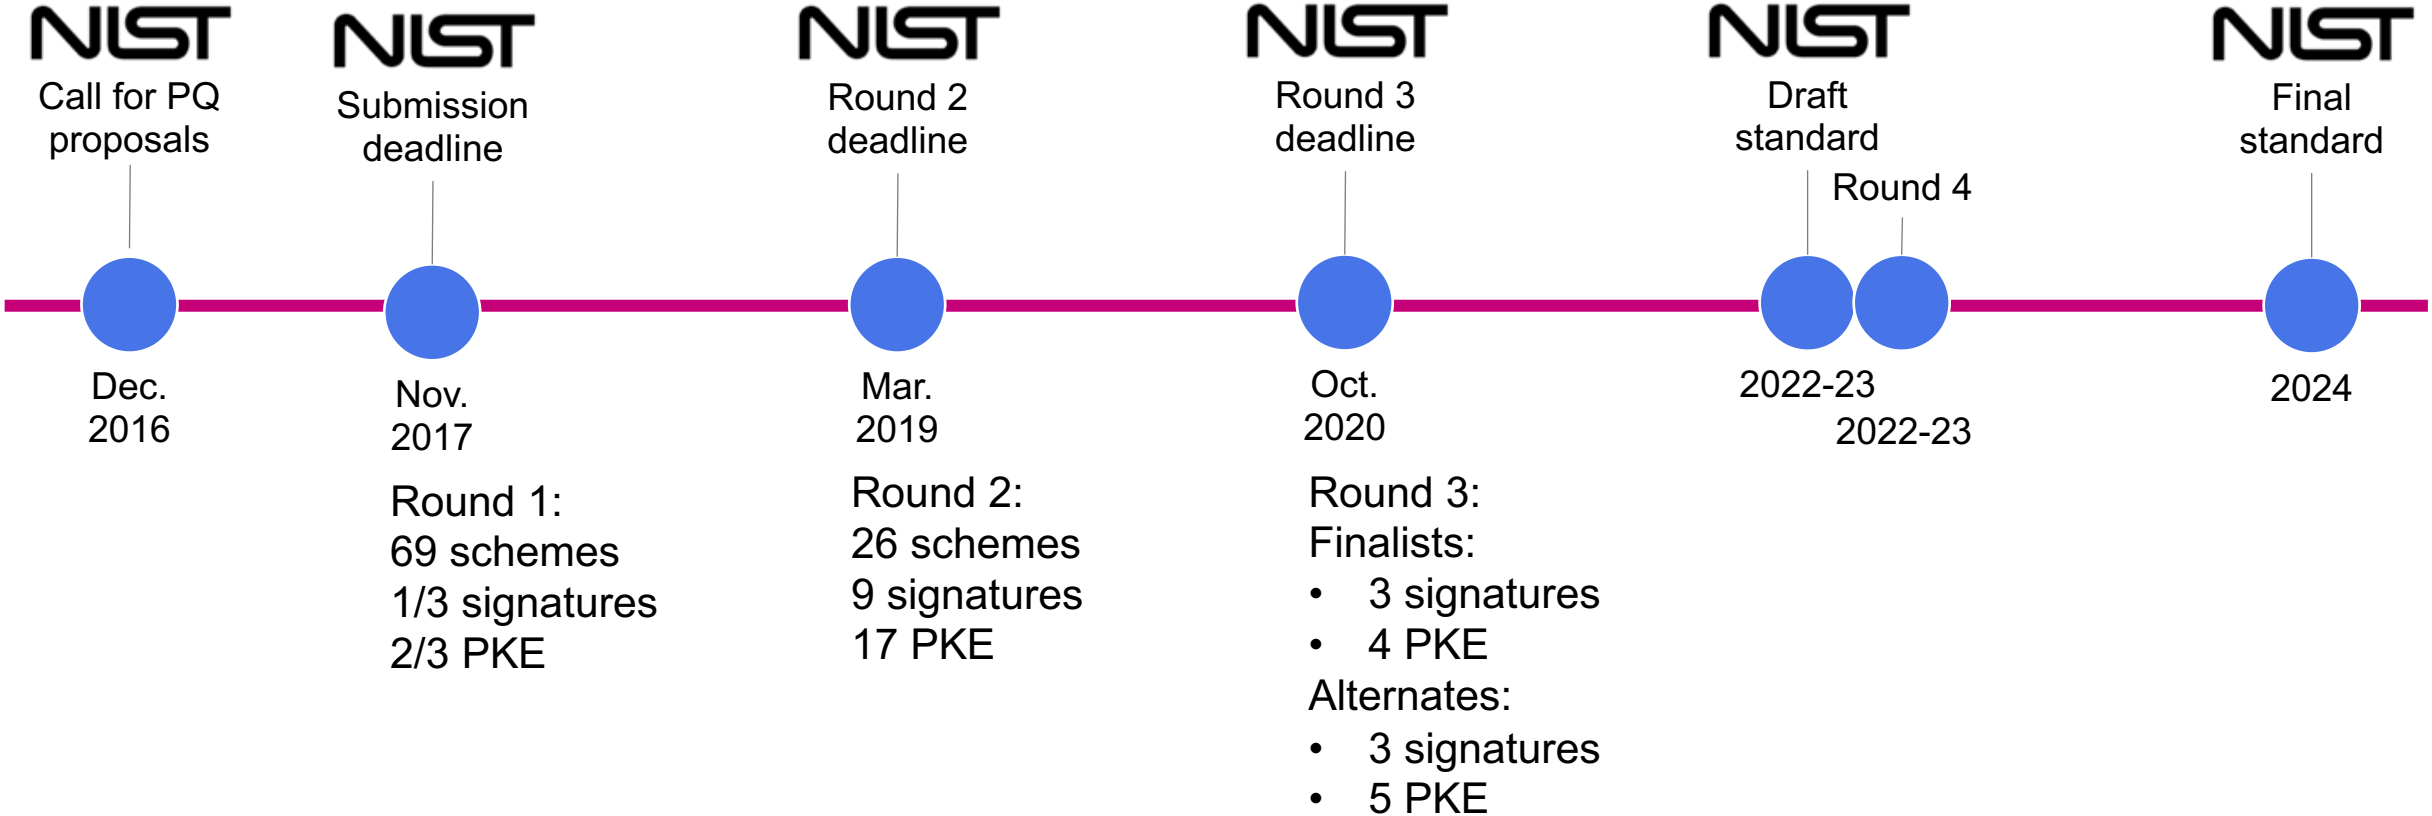 NIST
Call for PQ
proposals
Dec.
2016
NIST
Submission
deadline
Nov.
2017
Round 1:
69 schemes
1/3 signatures
2/3 PKE
NIST
Round 2
deadline
Mar.
2019
Round 2:
26 schemes
9 signatures
17 PKE
NIST
Round 3
deadline
Oct.
2020
Round 3:
Finalists:
• 3 signatures
• 4 PKE
Alternates:
• 3 signatures
• 5 PKE
NIST
Draft
standard
2022-23
Round 4
2022-23
NIST
Final
standard
2024